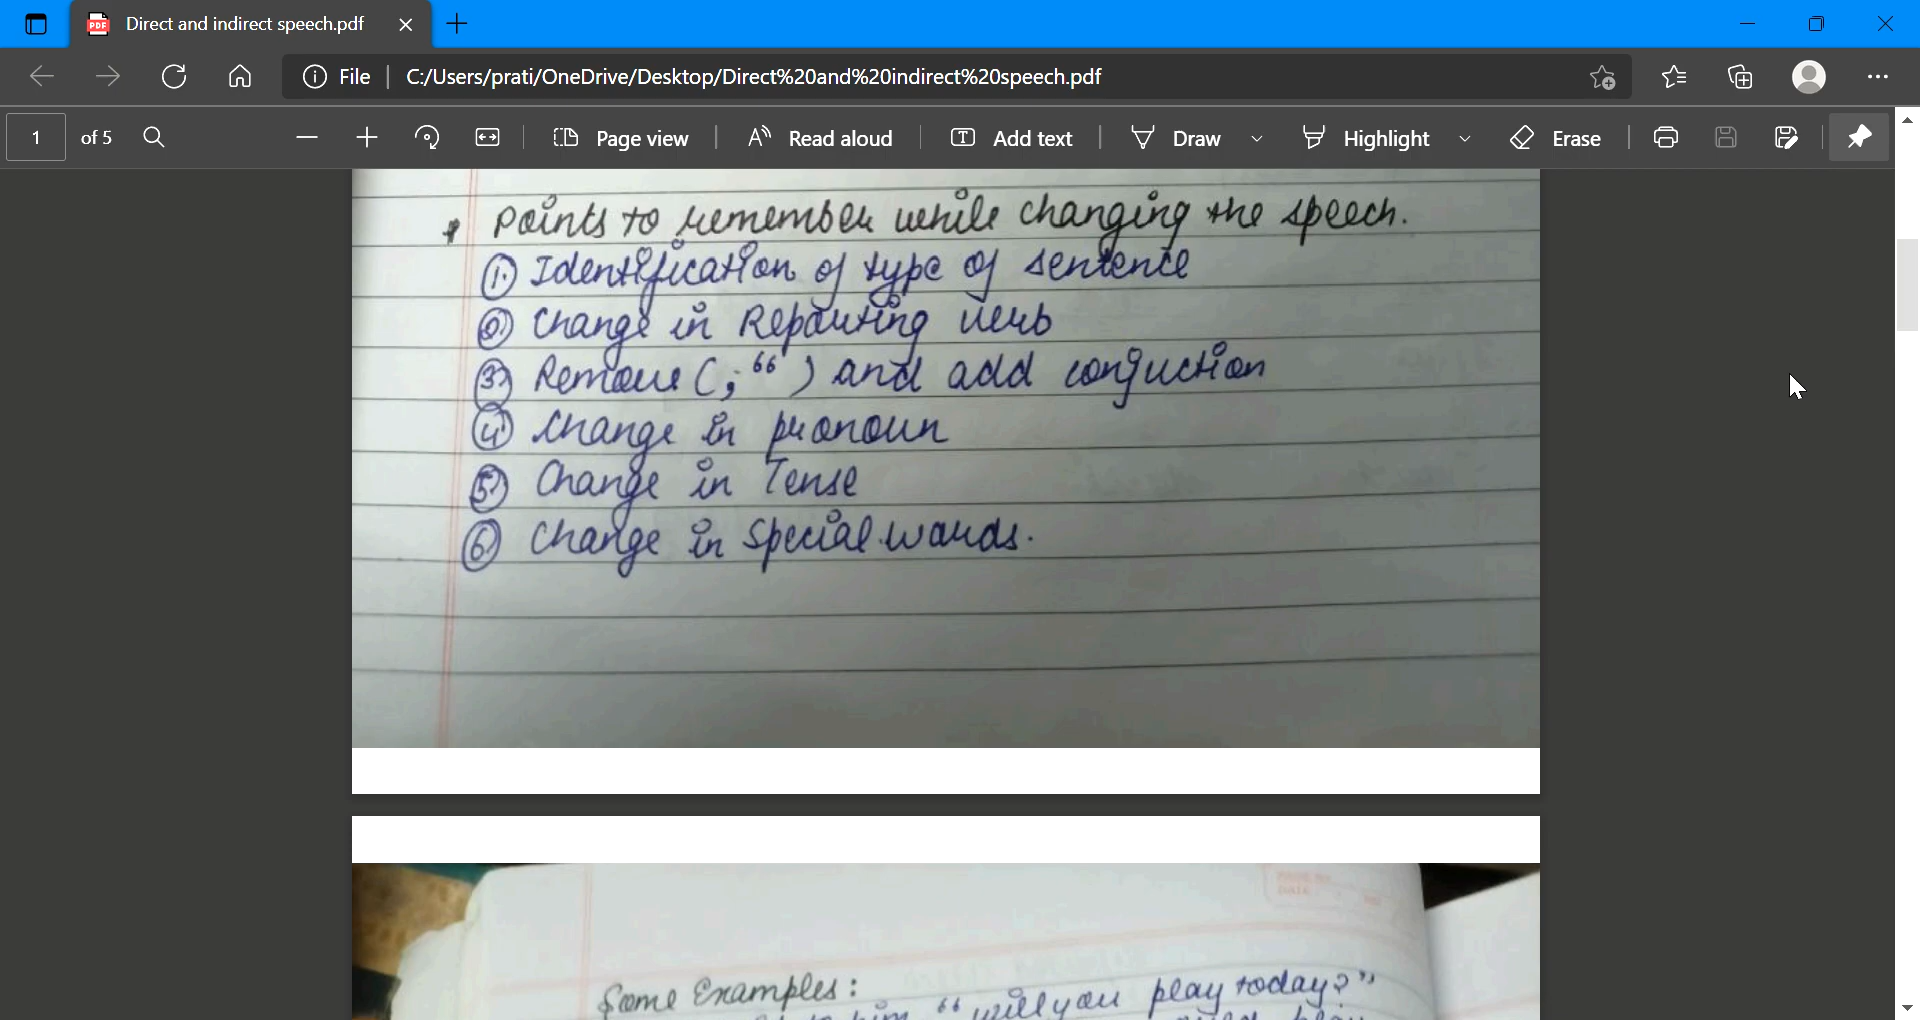 Direct and indirect speech.pdf
File C:/Users/prati/OneDrive/Desktop/Direct%20and%20indirect%20speech.pdf
1 of 5 Page view Read aloud Add text Draw Highlight Erase
* Points to remember while changing the speech.
① Identification of type of sentence
② Change in Reporting verb
③ Remove (, “ ) and add conjuction
④ Change in pronoun
⑤ Change in Tense
⑥ Change in Special words.
DATE
Some Examples:
him “will you play today?”